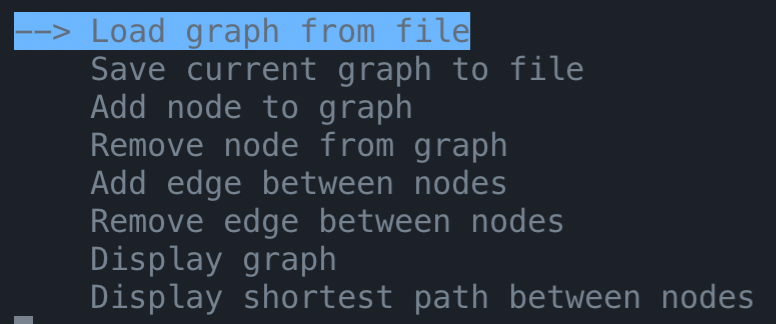 --> Load graph from file
Save current graph to file
Add node to graph
Remove node from graph
Add edge between nodes
Remove edge between nodes
Display graph
Display shortest path between nodes